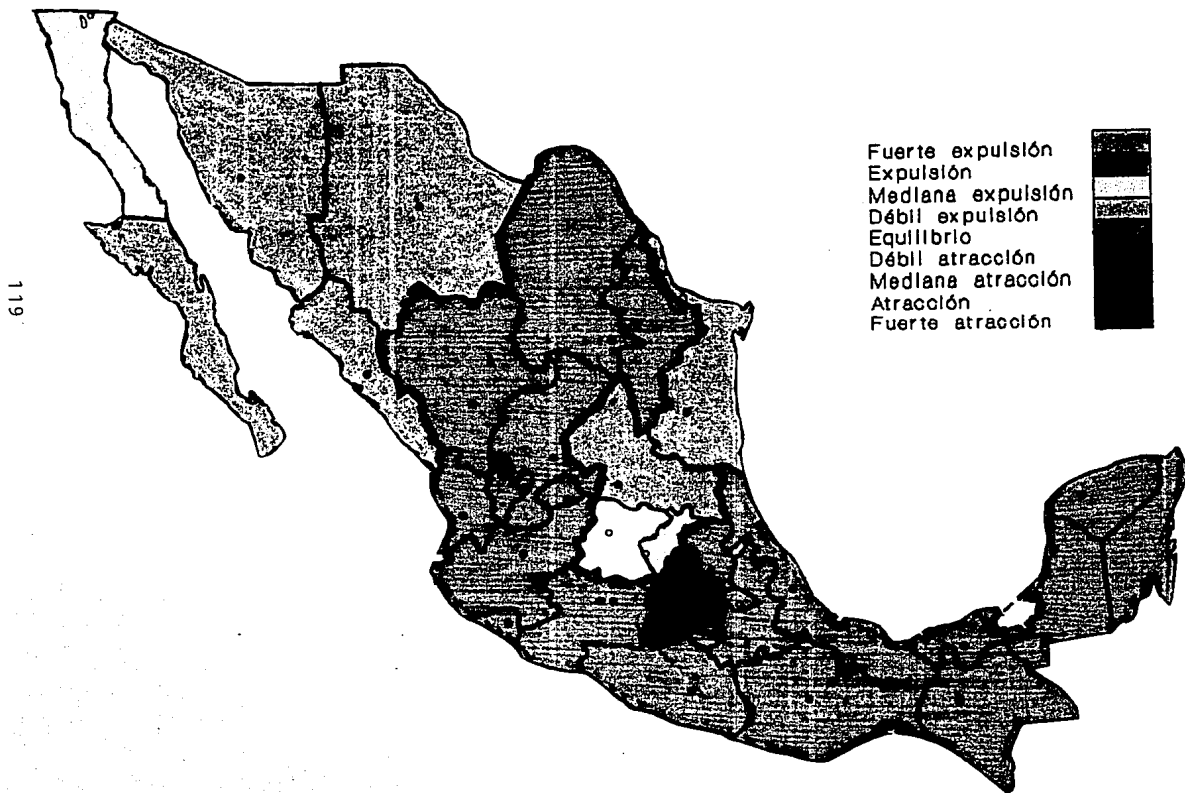 Fuerte expulsión
Expulsión
Mediana expulsión
Débil expulsión
Equilibrio
Débil atracción
Mediana atracción
Atracción
Fuerte atracción
119